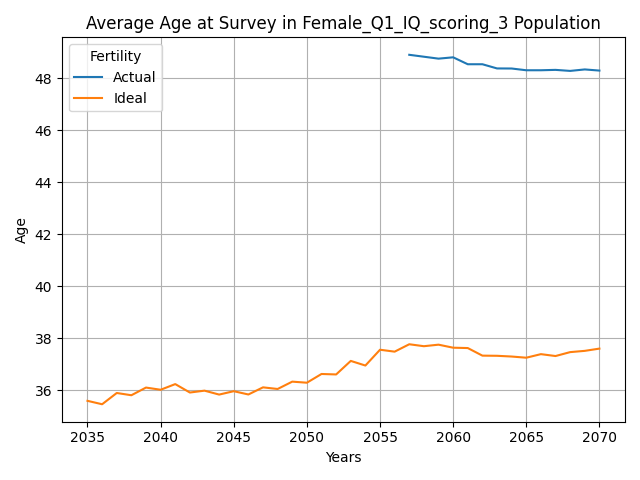 Average Age at Survey in Female_Q1_IQ_scoring_3 Population
Fertility
Actual
Ideal
Age
48
46
44
42
40
38
36
2035 2040 2045 2050 2055 2060 2065 2070
Years